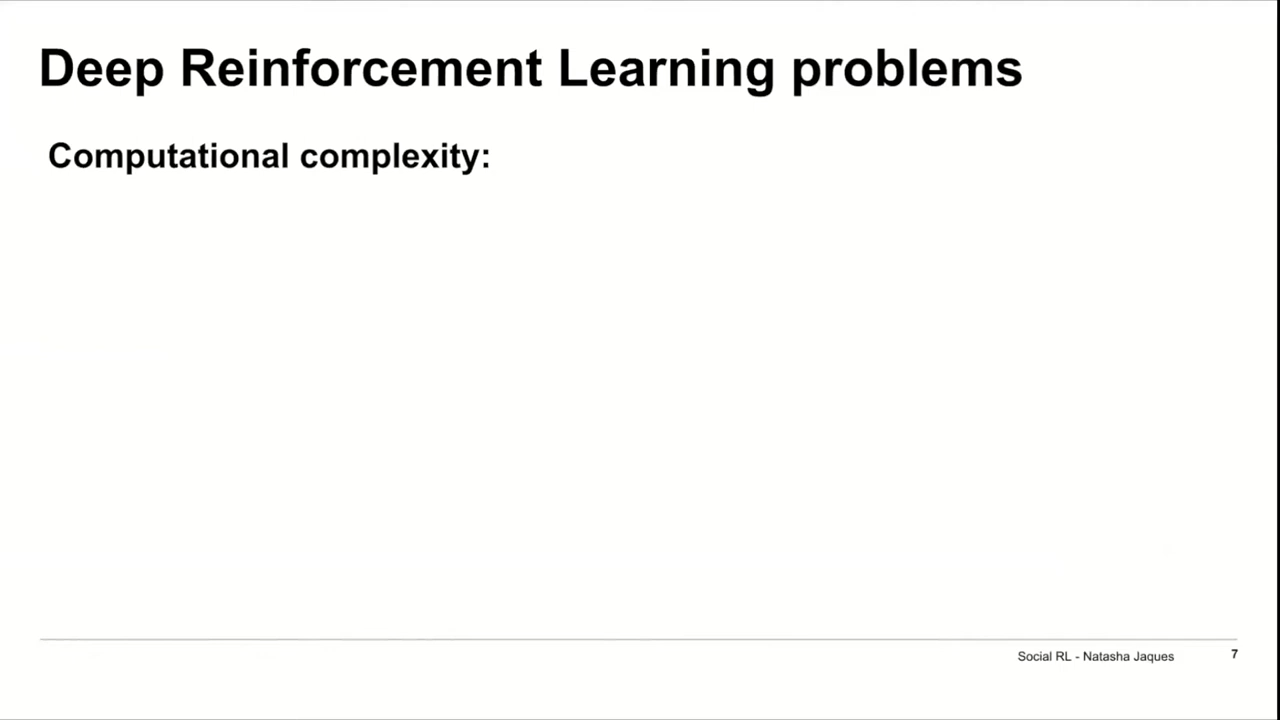 Deep Reinforcement Learning problems
Computational complexity:
Social RL - Natasha Jaques
7